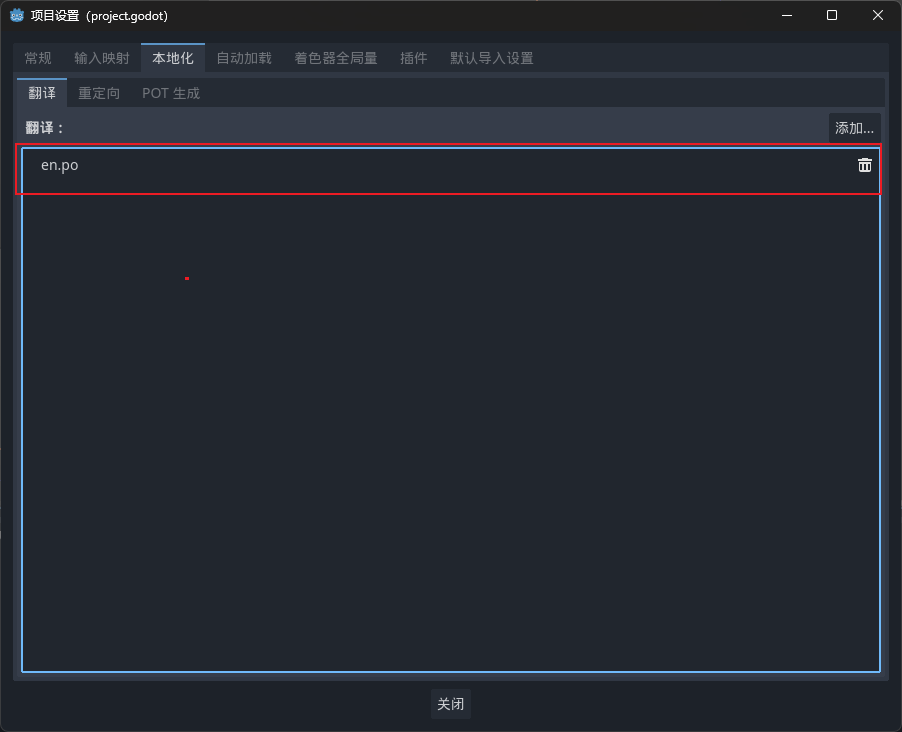 项目设置（project.godot）
常规 输入映射 本地化 自动加载 着色器全局量 插件 默认导入设置
翻译 重定向 POT 生成
翻译： 添加...
en.po
关闭